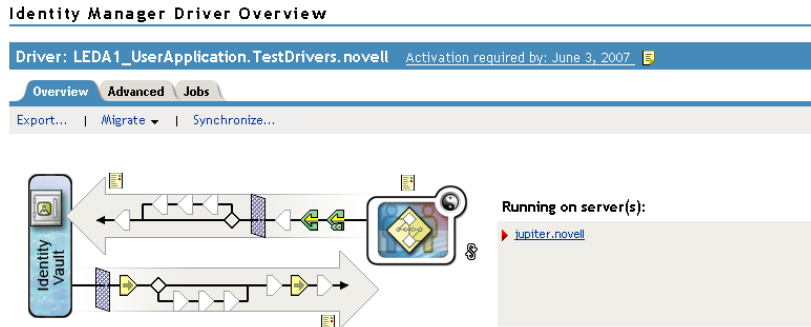 Identity Manager Driver Overview
Driver: LEDA1_UserApplication.TestDrivers.novell Activation required by: June 3, 2007
Overview Advanced Jobs
Export... | Migrate | Synchronize...
Identity Vault
Running on server(s):
jupiter.novell